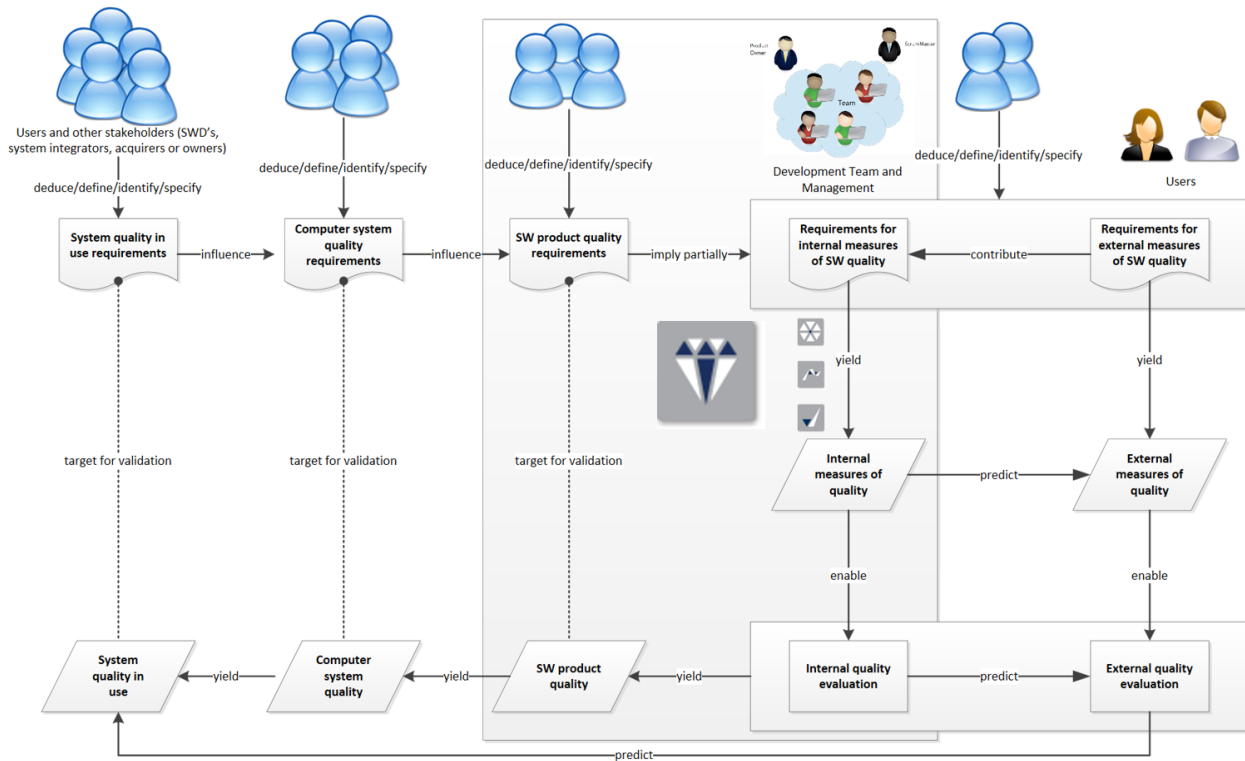 Product
Owner
ScrumMaster
Team
Users and other stakeholders (SWD's,
system integrators, acquirers or owners)
deduce/define/identify/specify
deduce/define/identify/specify
deduce/define/identify/specify
Development Team and
Management
deduce/define/identify/specify
Users
System quality in
use requirements
influence
Computer system
quality
requirements
influence
SW product quality
requirements
imply partially
Requirements for
internal measures
of SW quality
contribute
Requirements for
external measures
of SW quality
yield
yield
target for validation
target for validation
target for validation
Internal
measures of
quality
predict
External
measures of
quality
enable
enable
System
quality in
use
yield
Computer
system
quality
yield
SW product
quality
yield
Internal quality
evaluation
predict
External quality
evaluation
predict